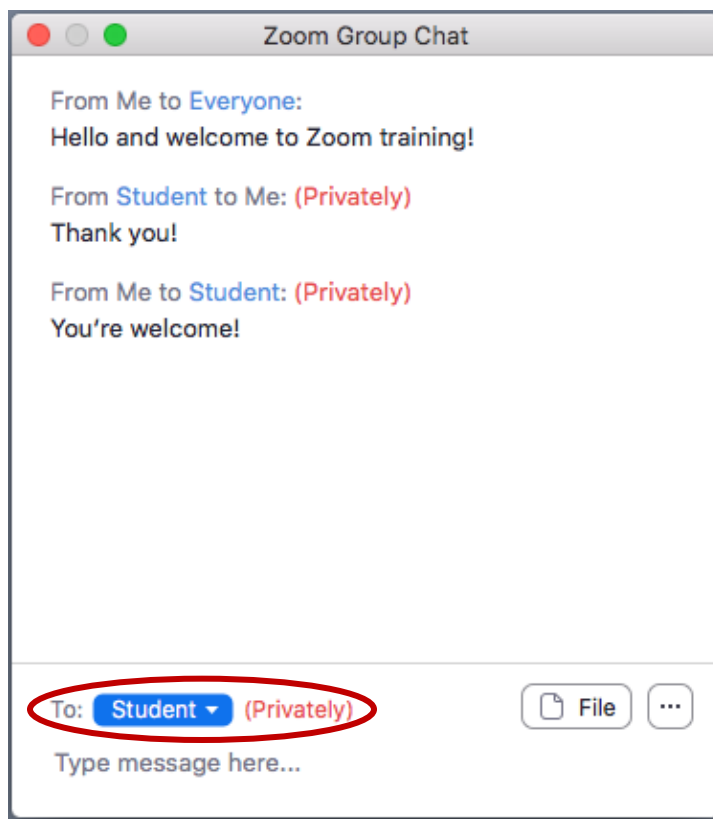 Zoom Group Chat
From Me to Everyone:
Hello and welcome to Zoom training!
From Student to Me: (Privately)
Thank you!
From Me to Student: (Privately)
You’re welcome!
To: Student (Privately) File ...
Type message here...